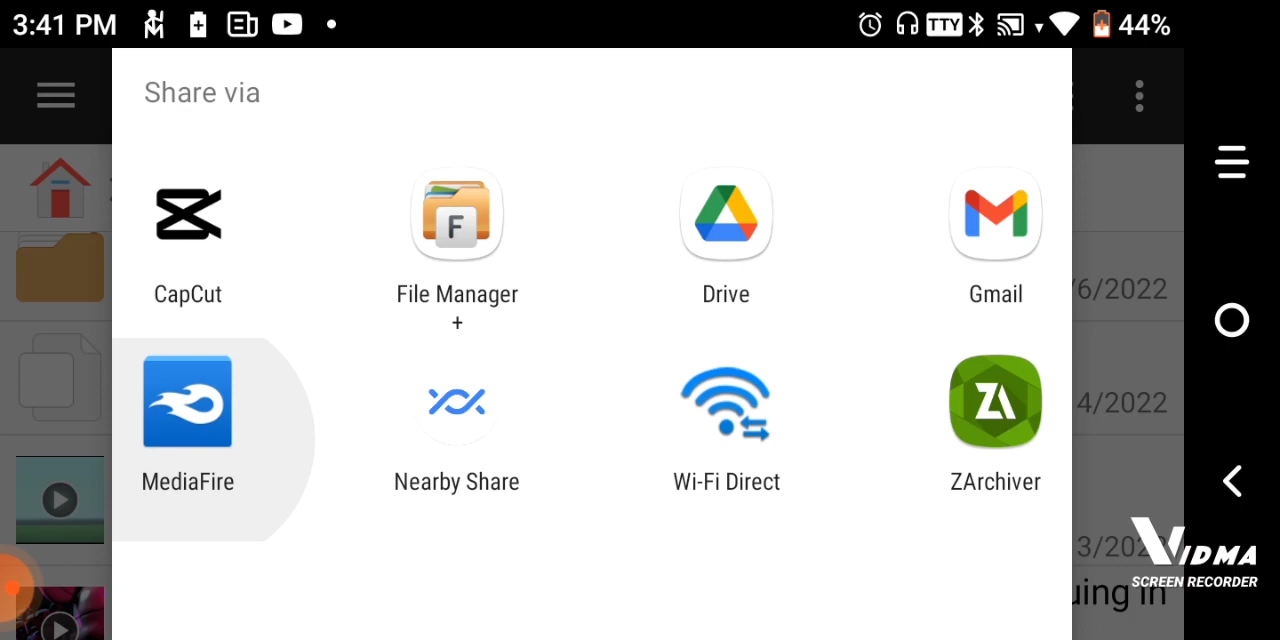 3:41 PM
TTY
44%
Share via
CapCut
File Manager
+
Drive
Gmail
/6/2022
MediaFire
Nearby Share
Wi-Fi Direct
ZArchiver
4/2022
3/202
uing in
VIDMA
SCREEN RECORDER